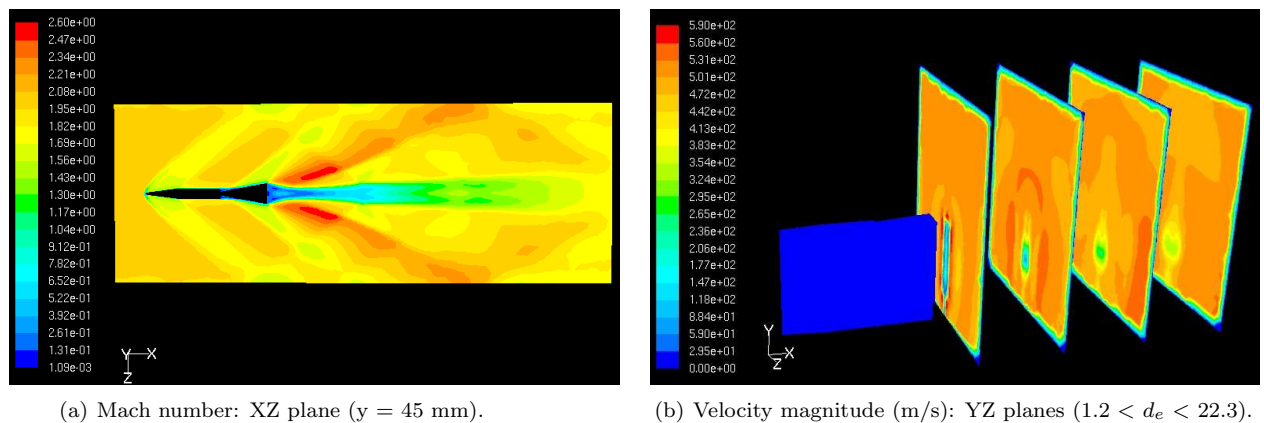 2.60e+00
2.47e+00
2.34e+00
2.21e+00
2.08e+00
1.95e+00
1.82e+00
1.69e+00
1.56e+00
1.43e+00
1.30e+00
1.17e+00
1.04e+00
9.12e-01
7.82e-01
6.52e-01
5.22e-01
3.92e-01
2.61e-01
1.31e-01
1.09e-03
Y X
Z
5.90e+02
5.60e+02
5.31e+02
5.01e+02
4.72e+02
4.42e+02
4.13e+02
3.83e+02
3.54e+02
3.24e+02
2.95e+02
2.65e+02
2.36e+02
2.06e+02
1.77e+02
1.47e+02
1.18e+02
8.84e+01
5.90e+01
2.95e+01
0.00e+00
Y
X
Z
(a) Mach number: XZ plane (y = 45 mm).
(b) Velocity magnitude (m/s): YZ planes (1.2 < de < 22.3).